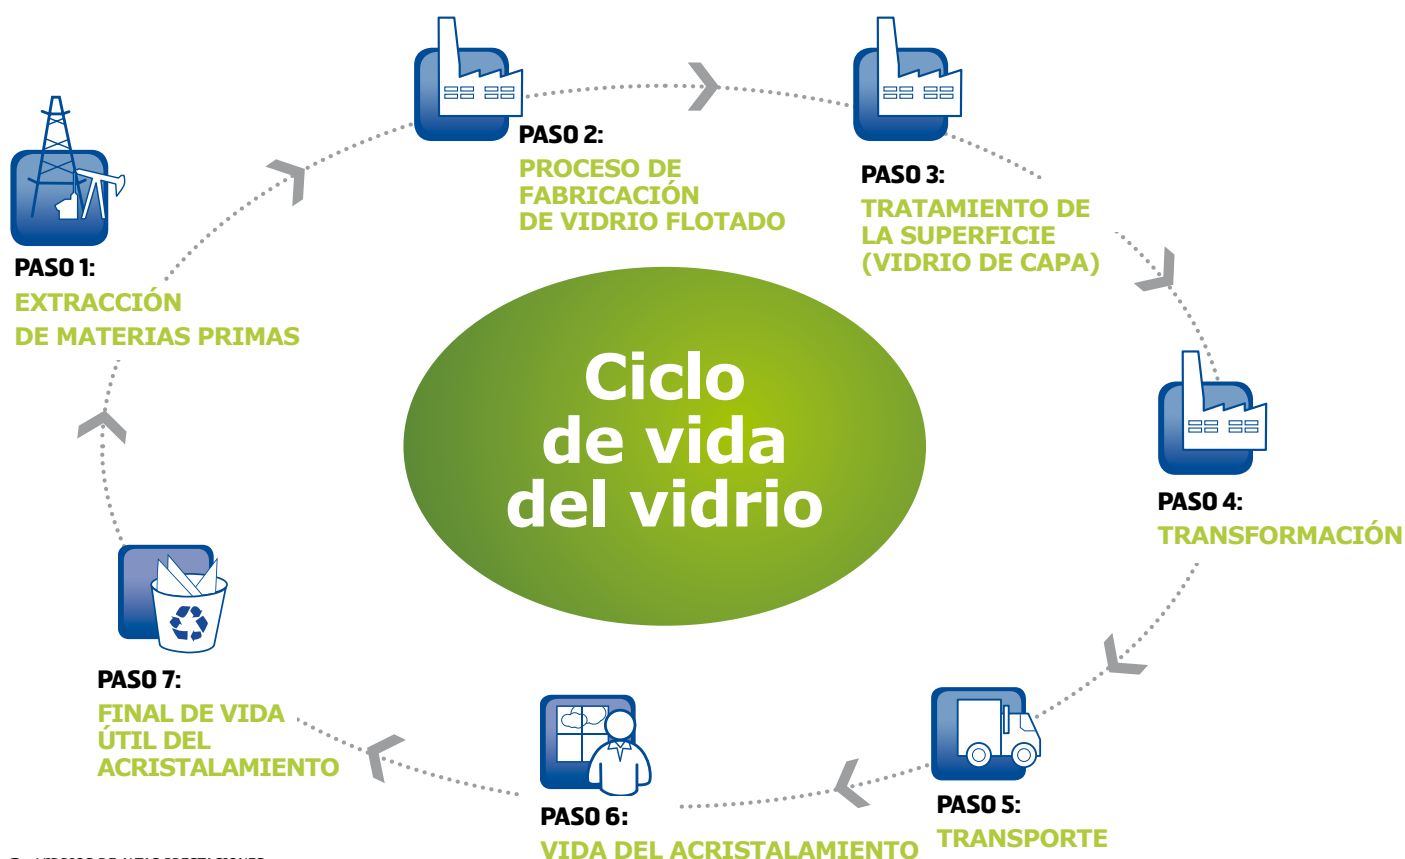 PASO 1:
EXTRACCIÓN
DE MATERIAS PRIMAS
PASO 2:
PROCESO DE
FABRICACIÓN
DE VIDRIO FLOTADO
PASO 3:
TRATAMIENTO DE
LA SUPERFICIE
(VIDRIO DE CAPA)
Ciclo
de vida
del vidrio
PASO 4:
TRANSFORMACIÓN
PASO 5:
TRANSPORTE
PASO 6:
VIDA DEL ACRISTALAMIENTO
PASO 7:
FINAL DE VIDA
ÚTIL DEL
ACRISTALAMIENTO